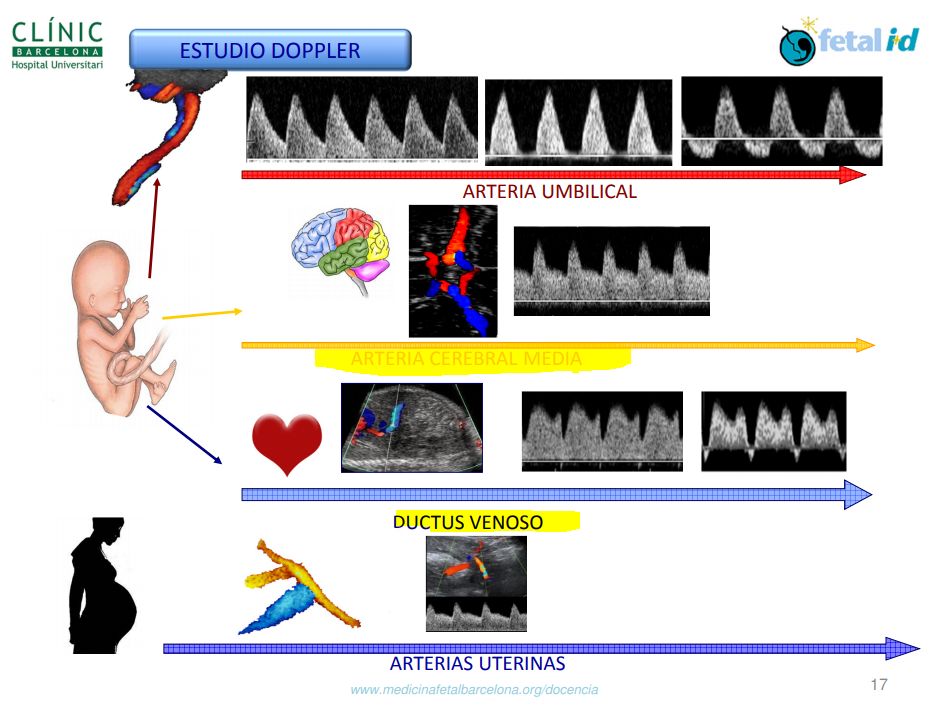 CLÍNIC
BARCELONA
Hospital Universitari
ESTUDIO DOPPLER
fetal i+d
ARTERIA UMBILICAL
ARTERIA CEREBRAL MEDIA
DUCTUS VENOSO
ARTERIAS UTERINAS
www.medicinafetalbarcelona.org/docencia
17